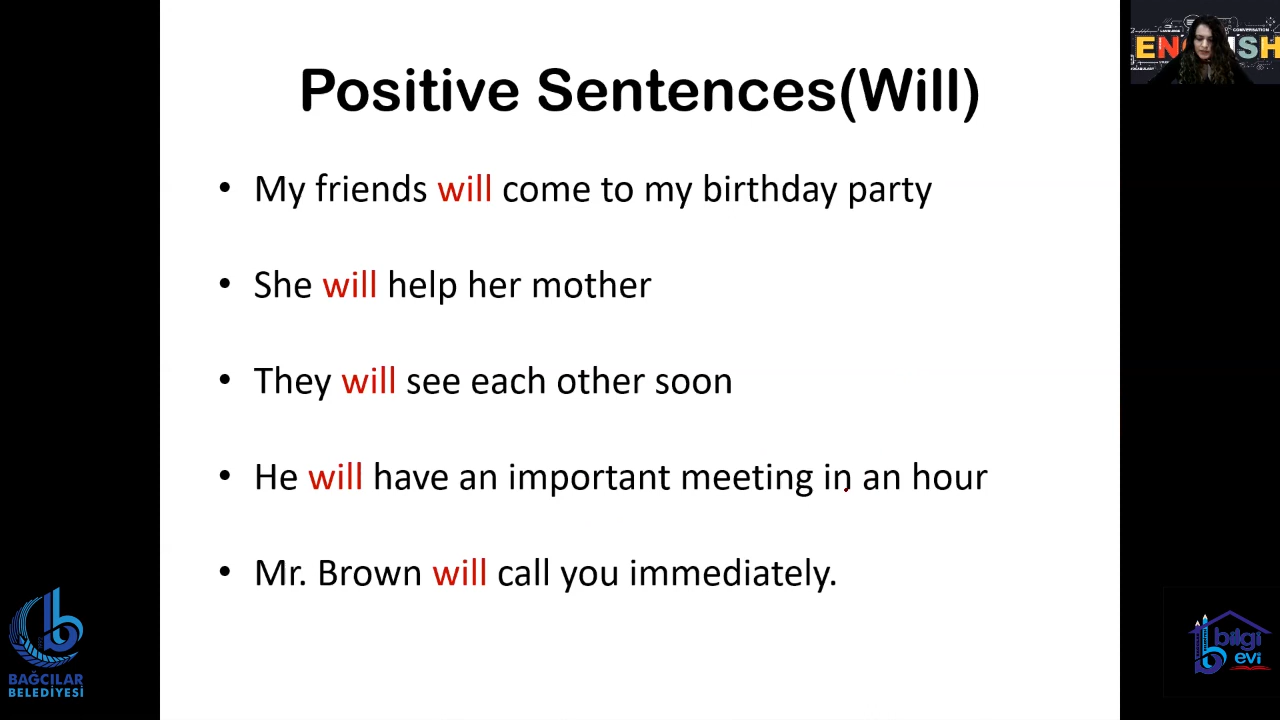 Positive Sentences(Will)
• My friends will come to my birthday party
• She will help her mother
• They will see each other soon
• He will have an important meeting in an hour
• Mr. Brown will call you immediately.
CONVERSATION
BAĞCILAR
BELEDİYESİ
bilgi
evi